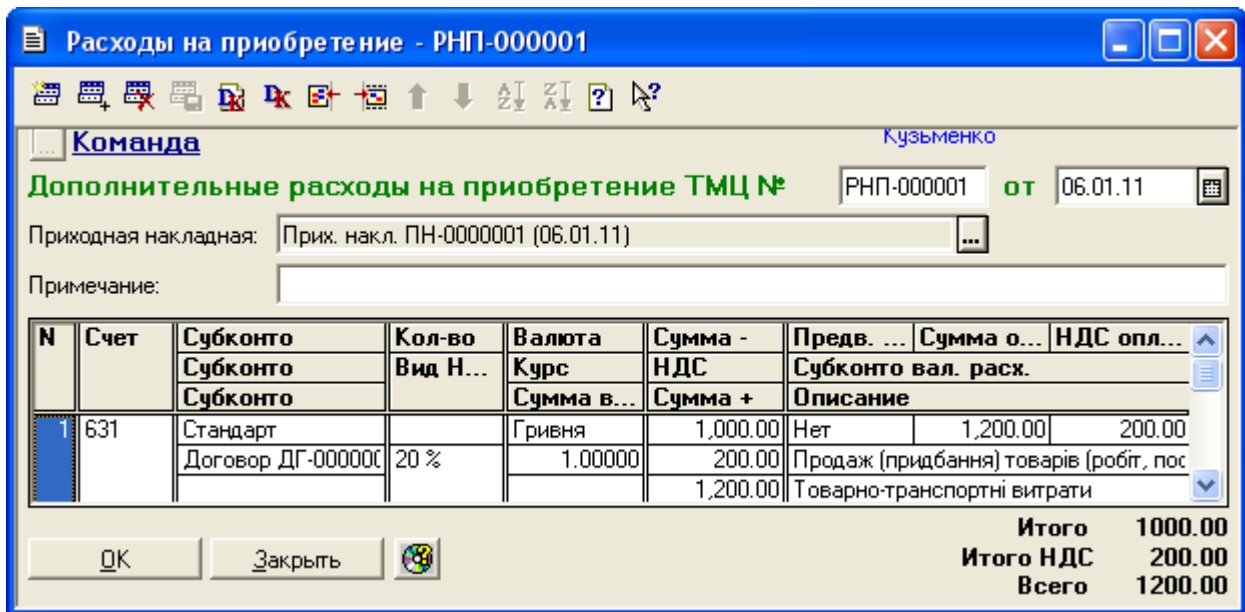 Расходы на приобретение - РНП-000001
... Команда Кузьменко
Дополнительные расходы на приобретение ТМЦ № РНП-000001 от 06.01.11
Приходная накладная: Прих. накл. ПН-0000001 (06.01.11) ...
Примечание:
N Счет Субконто Кол-во Валюта Сумма - Предв. ... Сумма о... НДС опл...
Субконто Вид Н... Курс НДС Субконто вал. расх.
Субконто Сумма в... Сумма + Описание
1 631 Стандарт Гривня 1,000.00 Нет 1,200.00 200.00
Договор ДГ-000000 20 % 1.00000 200.00 Продаж (придбання) товарів (робіт, пос
1,200.00 Товарно-транспортні витрати
Итого 1000.00
OK Закрыть Итого НДС 200.00
Всего 1200.00